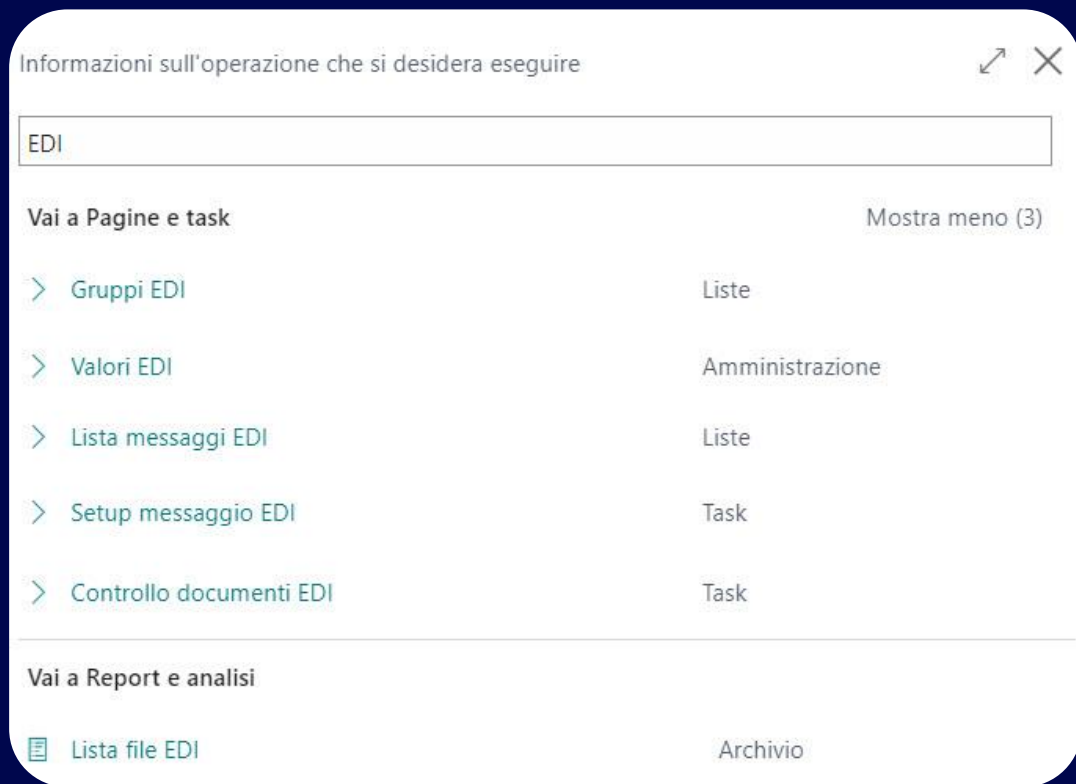 Informazioni sull'operazione che si desidera eseguire
EDI
Vai a Pagine e task Mostra meno (3)
Gruppi EDI Liste
Valori EDI Amministrazione
Lista messaggi EDI Liste
Setup messaggio EDI Task
Controllo documenti EDI Task
Vai a Report e analisi
Lista file EDI Archivio